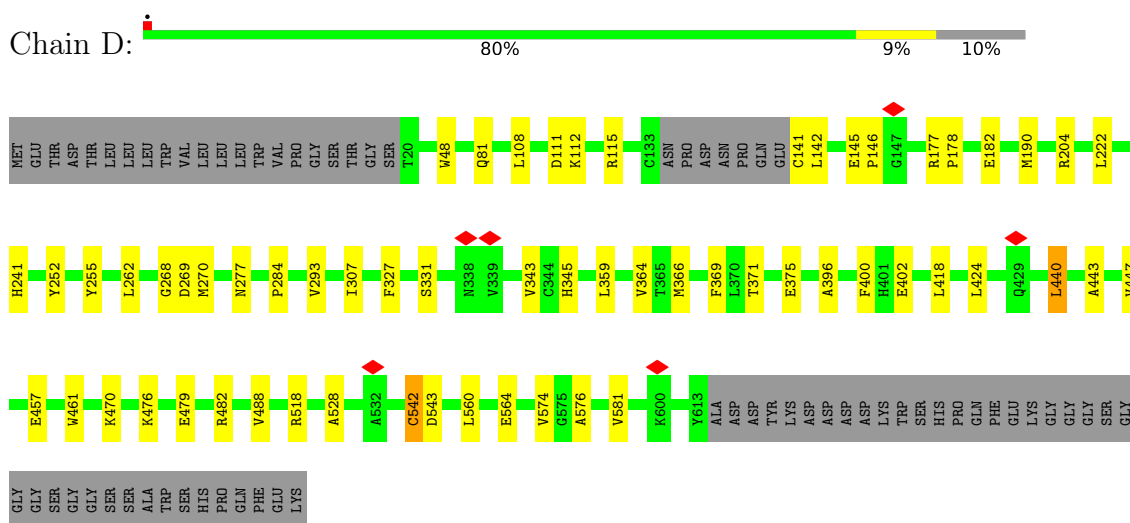 Chain D:
80% 9% 10%
MET GLU THR ASP THR LEU LEU LEU TRP VAL LEU LEU LEU TRP VAL PRO GLY SER THR GLY SER T20 W48 Q81 L108 D111 K112 R115 C133 ASN PRO ASP ASN PRO GLN GLU C141 L142 E145 P146 G147 R177 P178 E182 M190 R204 L222
H241 Y252 Y255 L262 G268 D269 M270 N277 P284 V293 I307 F327 S331 N338 V339 V343 C344 H345 L359 V364 T365 M366 F369 L370 T371 E375 A396 F400 H401 E402 L418 L424 Q429 L440 A443
E457 W461 K470 K476 E479 R482 V488 R518 A528 A532 C542 D543 L560 E564 V574 G575 A576 V581 K600 Y613 ALA ASP ASP TYR LYS ASP ASP ASP ASP LYS TRP SER HIS PRO GLN PHE GLU LYS GLY GLY GLY SER GLY
GLY GLY SER GLY GLY SER SER ALA TRP SER HIS PRO GLN PHE GLU LYS